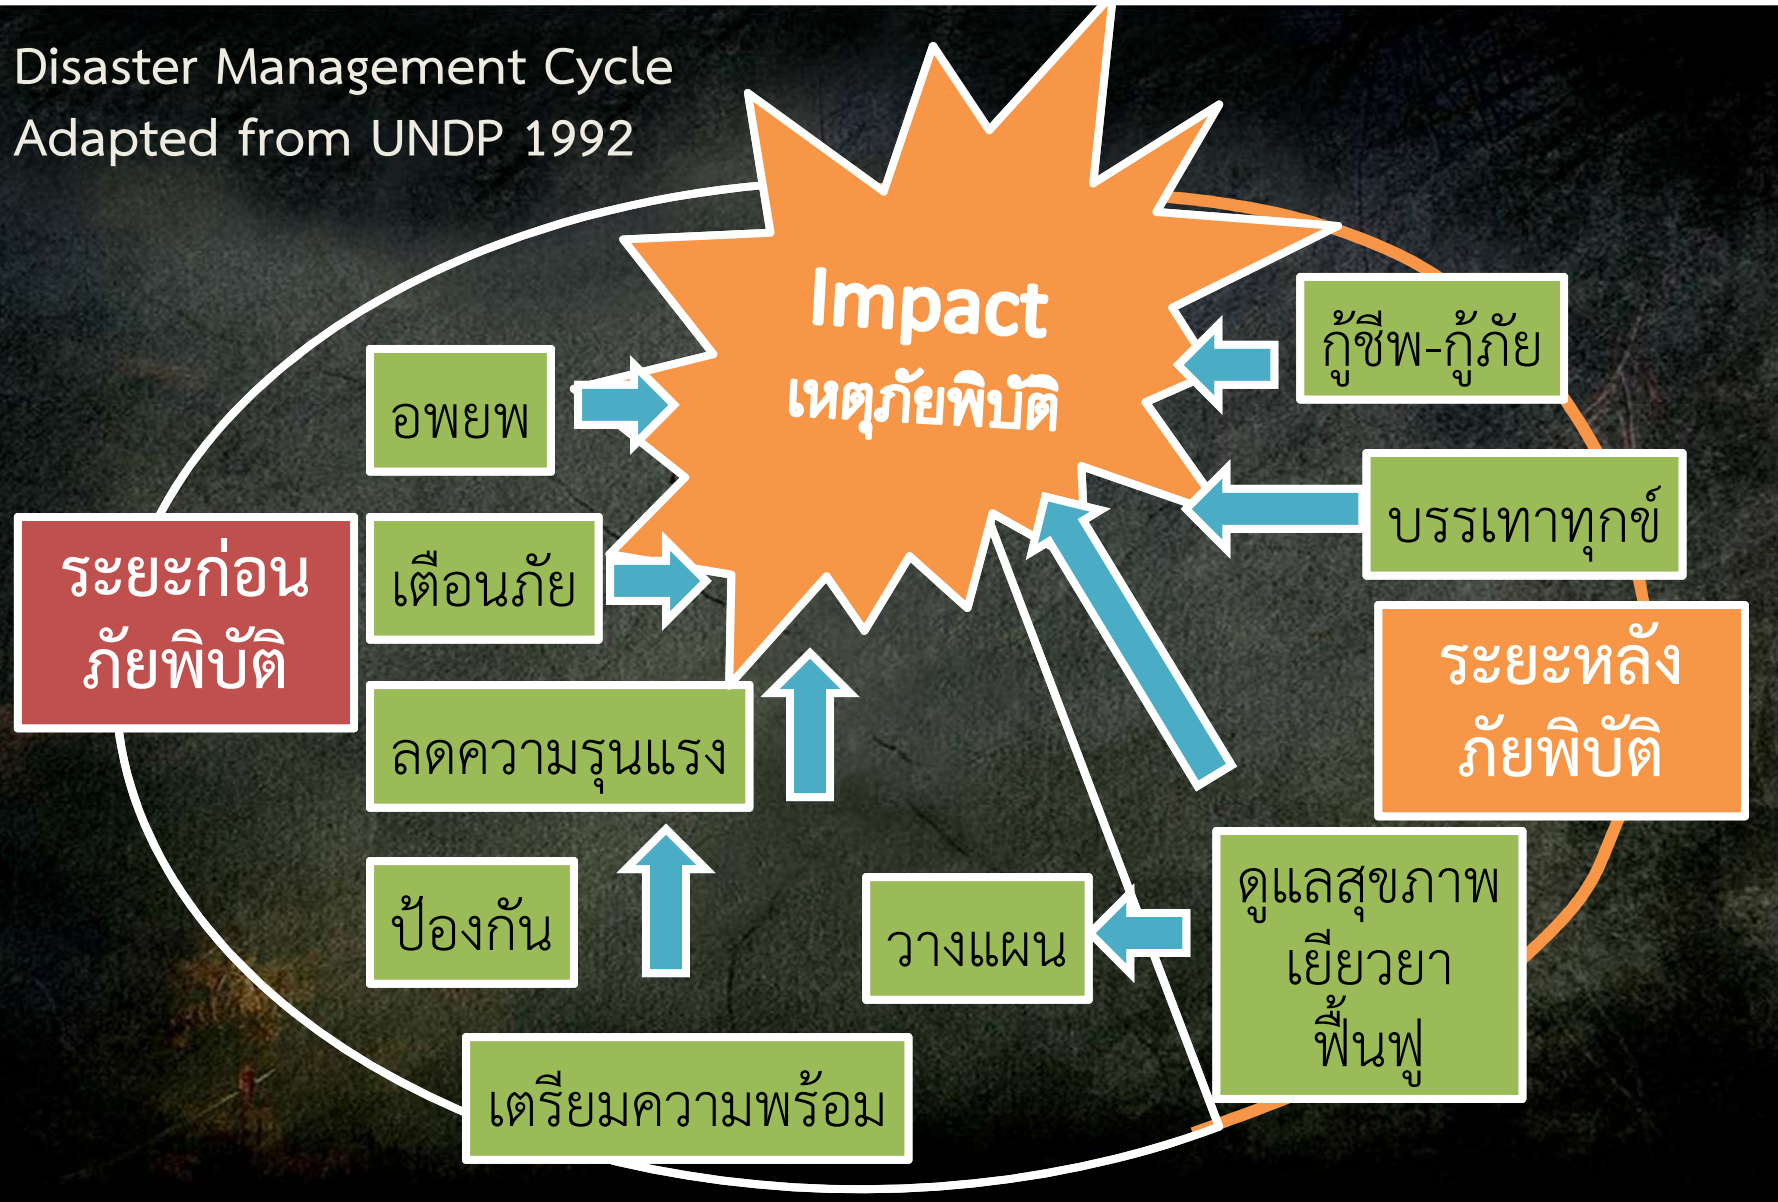 Disaster Management Cycle
Adapted from UNDP 1992
Impact
เหตุภัยพิบัติ
กู้ชีพ-กู้ภัย
อพยพ
บรรเทาทุกข์
ระยะก่อน
ภัยพิบัติ
เตือนภัย
ระยะหลัง
ภัยพิบัติ
ลดความรุนแรง
ป้องกัน
วางแผน
ดูแลสุขภาพ
เยียวยา
ฟื้นฟู
เตรียมความพร้อม